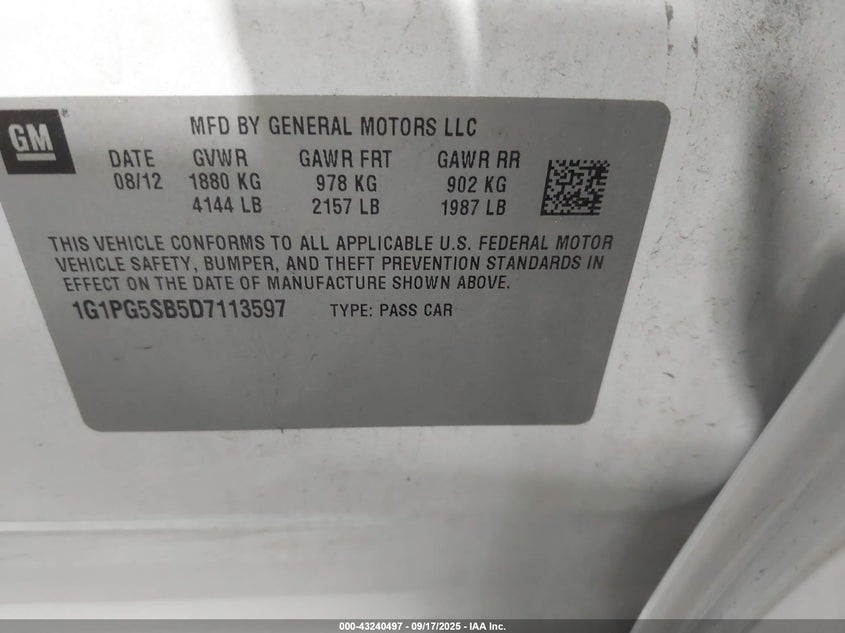 GM
®
MFD BY GENERAL MOTORS LLC
DATE GVWR GAWR FRT GAWR RR
08/12 1880 KG 978 KG 902 KG
4144 LB 2157 LB 1987 LB
THIS VEHICLE CONFORMS TO ALL APPLICABLE U.S. FEDERAL MOTOR
VEHICLE SAFETY, BUMPER, AND THEFT PREVENTION STANDARDS IN
EFFECT ON THE DATE OF MANUFACTURE SHOWN ABOVE.
1G1PG5SB5D7113597 TYPE: PASS CAR
000-43240497 - 09/17/2025 - IAA Inc.